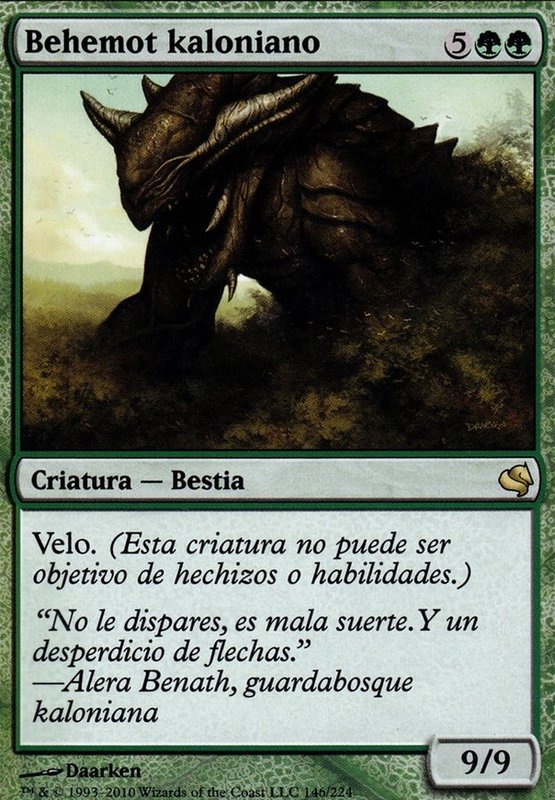 Behemot kaloniano 5
Criatura — Bestia
Velo. (Esta criatura no puede ser
objetivo de hechizos o habilidades.)
“No le dispares, es mala suerte. Y un
desperdicio de flechas.”
—Alera Benath, guardabosque
kaloniana
Daarken
™ & © 1993–2010 Wizards of the Coast LLC 146/224
9/9